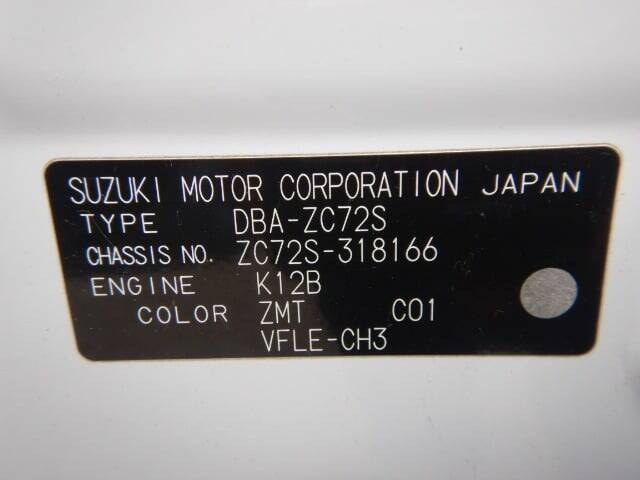 SUZUKI MOTOR CORPORATION JAPAN
TYPE DBA-ZC72S
CHASSIS NO. ZC72S-318166
ENGINE K12B
COLOR ZMT C01
VFLE-CH3